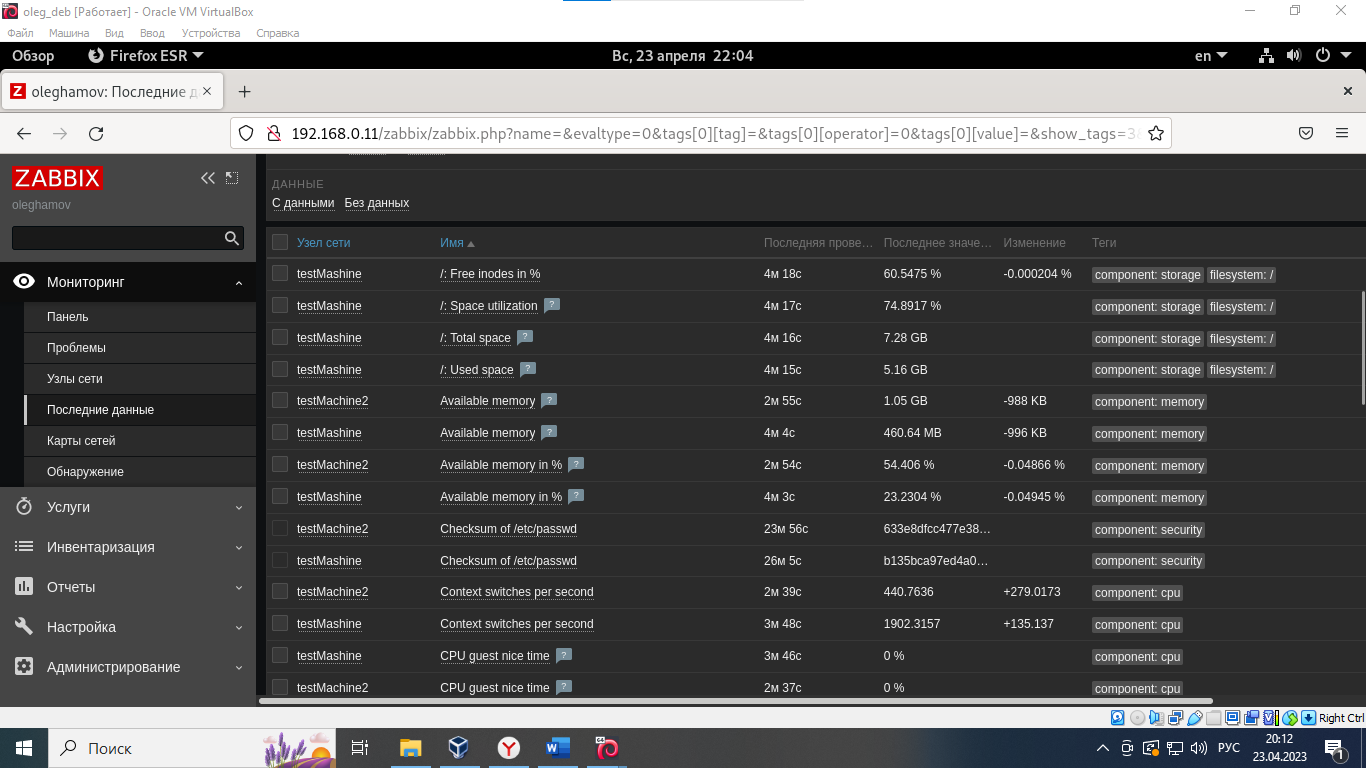 oleg_deb [Работает] - Oracle VM VirtualBox
Файл Машина Вид Ввод Устройства Справка
Обзор Firefox ESR Вс, 23 апреля 22:04 en
Z oleghamov: Последние д
192.168.0.11/zabbix/zabbix.php?name=&evaltype=0&tags[0][tag]=&tags[0][operator]=0&tags[0][value]=&show_tags=3&
ZABBIX
oleghamov
Мониторинг
Панель
Проблемы
Узлы сети
Последние данные
Карты сетей
Обнаружение
Услуги
Инвентаризация
Отчеты
Настройка
Администрирование
ДАННЫЕ
С данными Без данных
Узел сети Имя Последняя прове... Последнее значе... Изменение Теги
testMashine /: Free inodes in % 4м 18с 60.5475 % -0.000204 % component: storage filesystem: /
testMashine /: Space utilization ? 4м 17с 74.8917 % component: storage filesystem: /
testMashine /: Total space ? 4м 16с 7.28 GB component: storage filesystem: /
testMashine /: Used space ? 4м 15с 5.16 GB component: storage filesystem: /
testMachine2 Available memory ? 2м 55с 1.05 GB -988 KB component: memory
testMashine Available memory ? 4м 4с 460.64 MB -996 KB component: memory
testMachine2 Available memory in % ? 2м 54с 54.406 % -0.04866 % component: memory
testMashine Available memory in % ? 4м 3с 23.2304 % -0.04945 % component: memory
testMachine2 Checksum of /etc/passwd 23м 56с 633e8dfcc477e38... component: security
testMashine Checksum of /etc/passwd 26м 5с b135bca97ed4a0... component: security
testMachine2 Context switches per second 2м 39с 440.7636 +279.0173 component: cpu
testMashine Context switches per second 3м 48с 1902.3157 +135.137 component: cpu
testMashine CPU guest nice time ? 3м 46с 0 % component: cpu
testMachine2 CPU guest nice time ? 2м 37с 0 % component: cpu
Right Ctrl
Поиск
РУС
20:12
23.04.2023
1